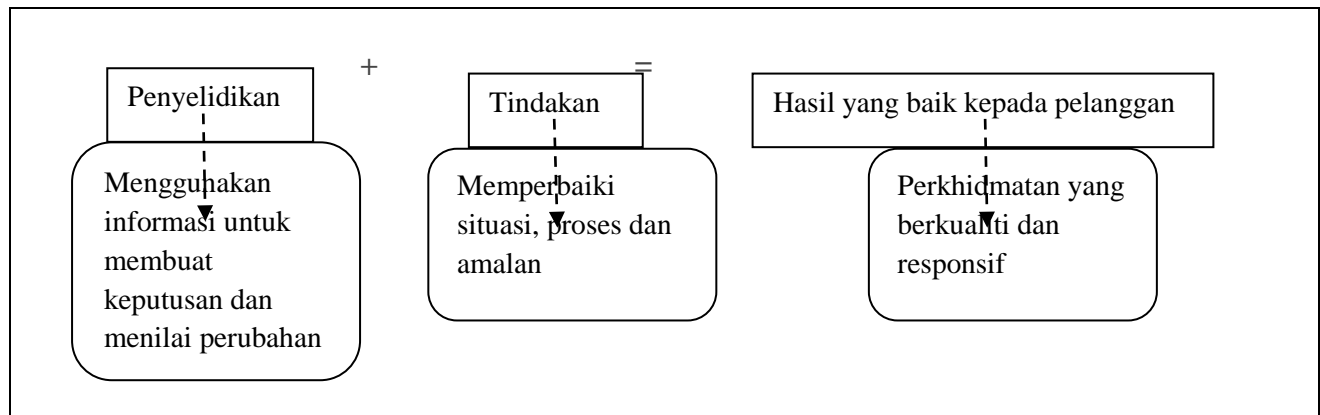 Penyelidikan
+
Tindakan
=
Hasil yang baik kepada pelanggan
Menggunakan
informasi untuk
membuat
keputusan dan
menilai perubahan
Memperbaiki
situasi, proses dan
amalan
Perkhidmatan yang
berkualiti dan
responsif